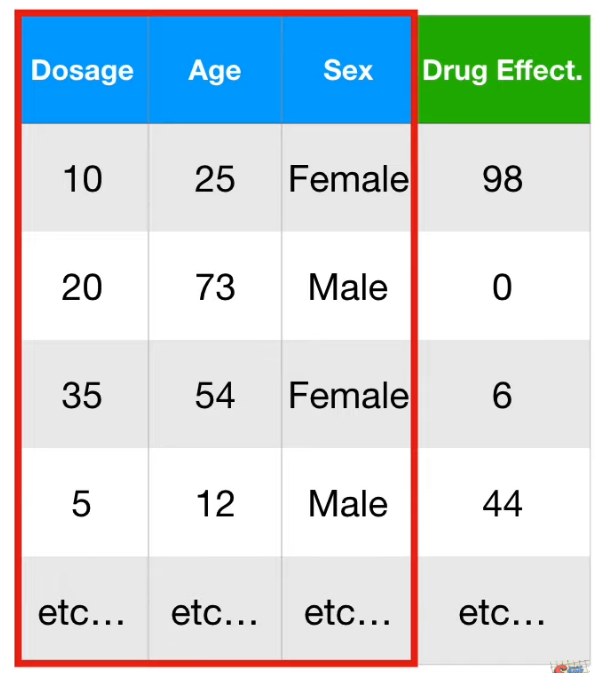 Dosage Age Sex Drug Effect.
10 25 Female 98
20 73 Male 0
35 54 Female 6
5 12 Male 44
etc... etc... etc... etc...